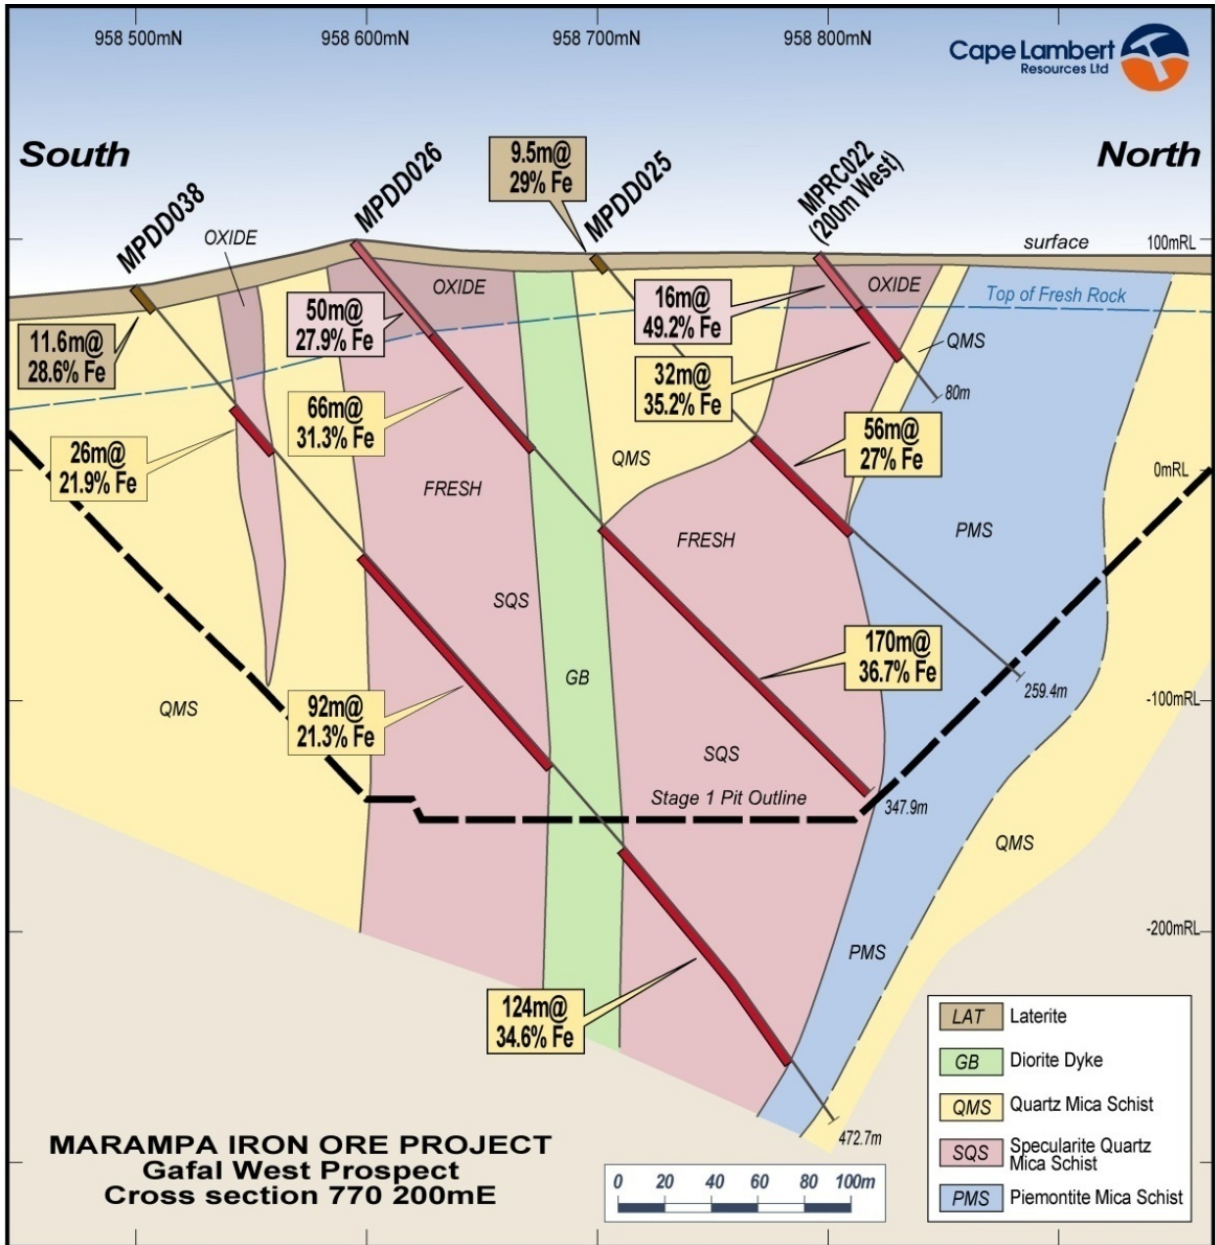 958 500mN
958 600mN
958 700mN
958 800mN
Cape Lambert
Resources Ltd
South
North
MPDD038
MPDD026
MPDD025
MPRC022
(200m West)
9.5m@
29% Fe
OXIDE
surface
100mRL
OXIDE
OXIDE
Top of Fresh Rock
50m@
27.9% Fe
16m@
49.2% Fe
11.6m@
28.6% Fe
QMS
32m@
35.2% Fe
80m
66m@
31.3% Fe
56m@
27% Fe
26m@
21.9% Fe
QMS
0mRL
FRESH
FRESH
PMS
SQS
170m@
36.7% Fe
GB
259.4m
-100mRL
QMS
92m@
21.3% Fe
SQS
Stage 1 Pit Outline
347.9m
QMS
-200mRL
PMS
124m@
34.6% Fe
472.7m
LAT Laterite
GB Diorite Dyke
QMS Quartz Mica Schist
SQS Specularite Quartz
Mica Schist
PMS Piemontite Mica Schist
MARAMPA IRON ORE PROJECT
Gafal West Prospect
Cross section 770 200mE
0 20 40 60 80 100m